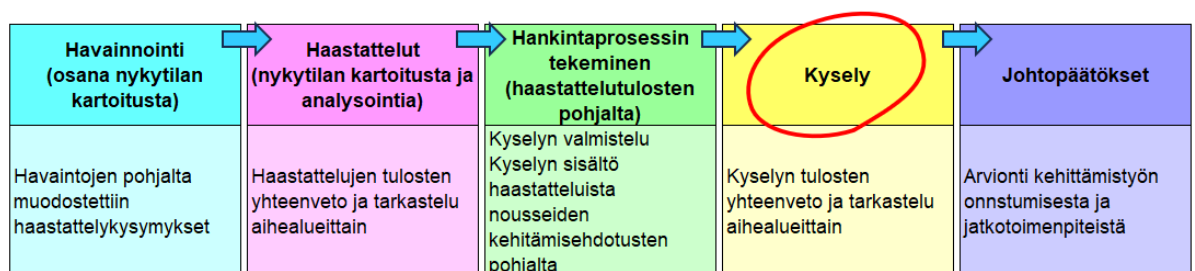 Havainnointi
(osana nykytilan
kartoitusta)
Haastattelut
(nykytilan kartoitusta ja
analysointia)
Hankintaprosessin
tekeminen
(haastattelutulosten
pohjalta)
Kysely
Johtopäätökset
Havaintojen pohjalta
muodostettiin
haastattelykysymykset
Haastattelujen tulosten
yhteenveto ja tarkastelu
aihealueittain
Kyselyn valmistelu
Kyselyn sisältö
haastatteluista
nousseiden
kehitämisehdotusten
pohjalta
Kyselyn tulosten
yhteenveto ja tarkastelu
aihealueittain
Arvionti kehittämistyön
onnstumisesta ja
jatkotoimenpiteistä